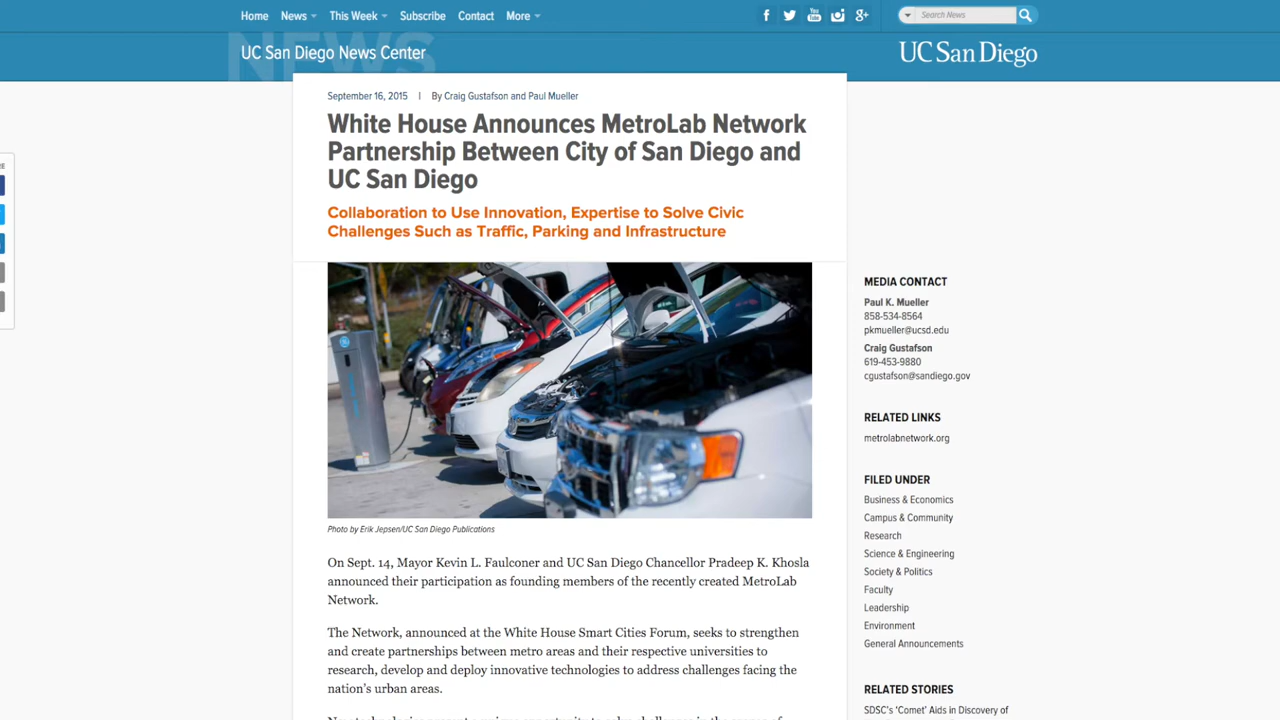 Home News This Week Subscribe Contact More
Search News
NEWS
UC San Diego News Center
UC San Diego
September 16, 2015 | By Craig Gustafson and Paul Mueller
White House Announces MetroLab Network
Partnership Between City of San Diego and
UC San Diego
Collaboration to Use Innovation, Expertise to Solve Civic
Challenges Such as Traffic, Parking and Infrastructure
Photo by Erik Jepsen/UC San Diego Publications
On Sept. 14, Mayor Kevin L. Faulconer and UC San Diego Chancellor Pradeep K. Khosla
announced their participation as founding members of the recently created MetroLab
Network.
The Network, announced at the White House Smart Cities Forum, seeks to strengthen
and create partnerships between metro areas and their respective universities to
research, develop and deploy innovative technologies to address challenges facing the
nation's urban areas.
MEDIA CONTACT
Paul K. Mueller
858-534-8564
pkmueller@ucsd.edu
Craig Gustafson
619-453-9880
cgustafson@sandiego.gov
RELATED LINKS
metrolabnetwork.org
FILED UNDER
Business & Economics
Campus & Community
Research
Science & Engineering
Society & Politics
Faculty
Leadership
Environment
General Announcements
RELATED STORIES
SDSC's 'Comet' Aids in Discovery of